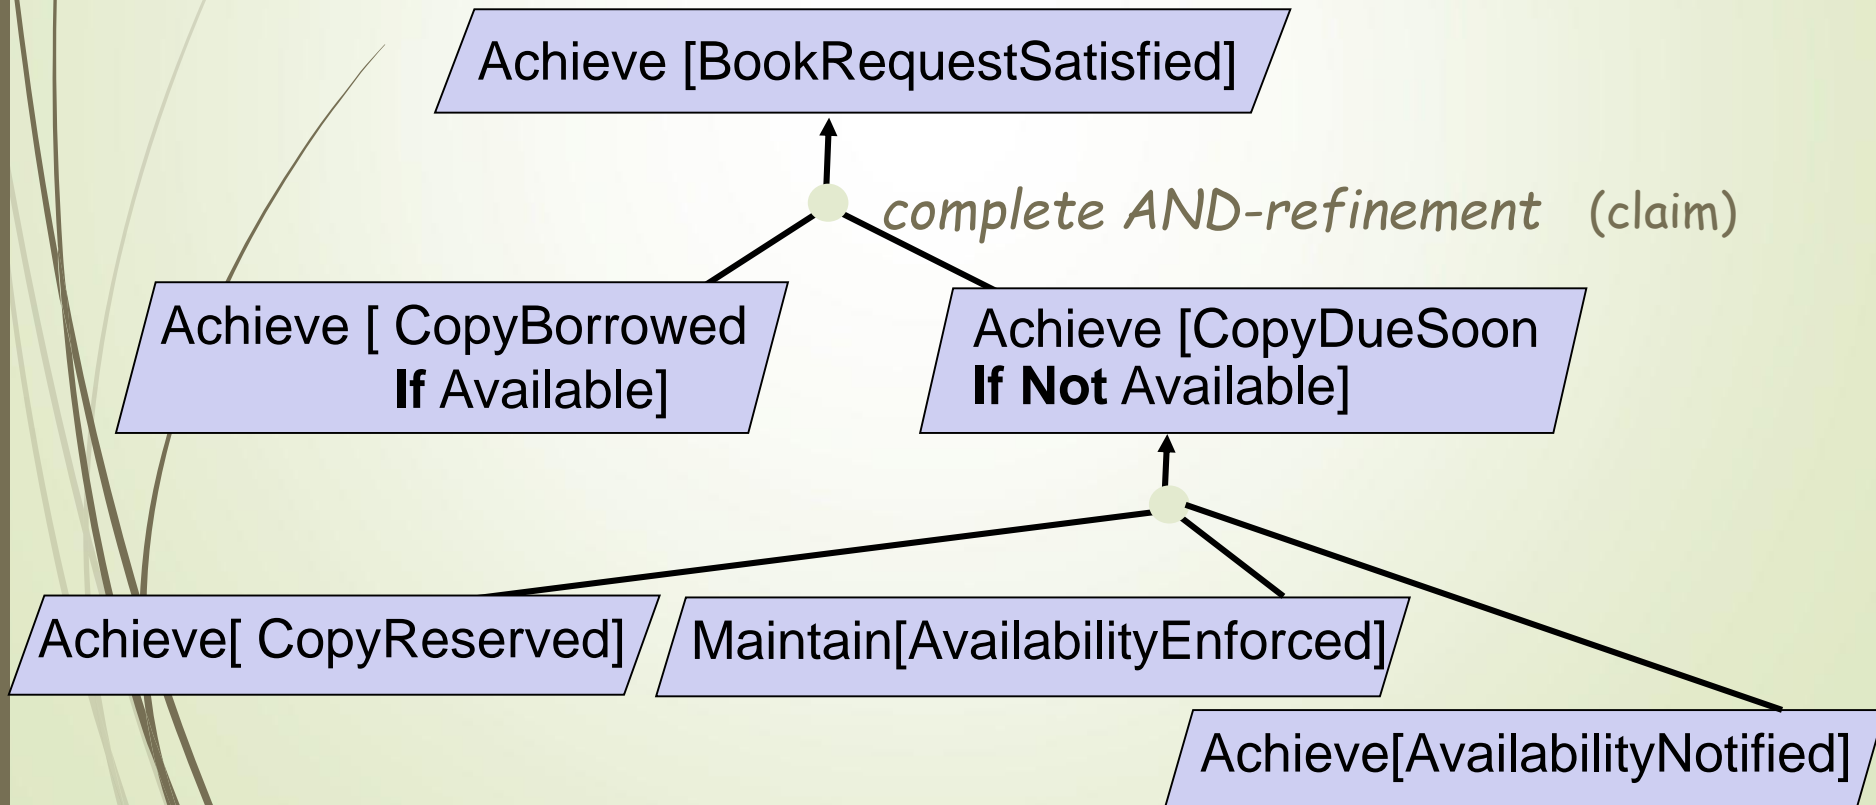 Achieve [BookRequestSatisfied]
complete AND-refinement (claim)
Achieve [ CopyBorrowed
If Available]
Achieve [CopyDueSoon
If Not Available]
Achieve[ CopyReserved]
Maintain[AvailabilityEnforced]
Achieve[AvailabilityNotified]